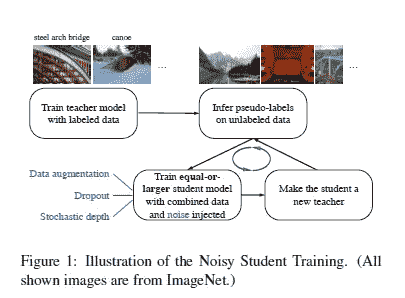 steel arch bridge canoe
... ...
Train teacher model
with labeled data
Infer pseudo-labels
on unlabeled data
Data augmentation
Dropout
Stochastic depth
Train equal-or-
larger student model
with combined data
and noise injected
Make the student a
new teacher
Figure 1: Illustration of the Noisy Student Training. (All
shown images are from ImageNet.)